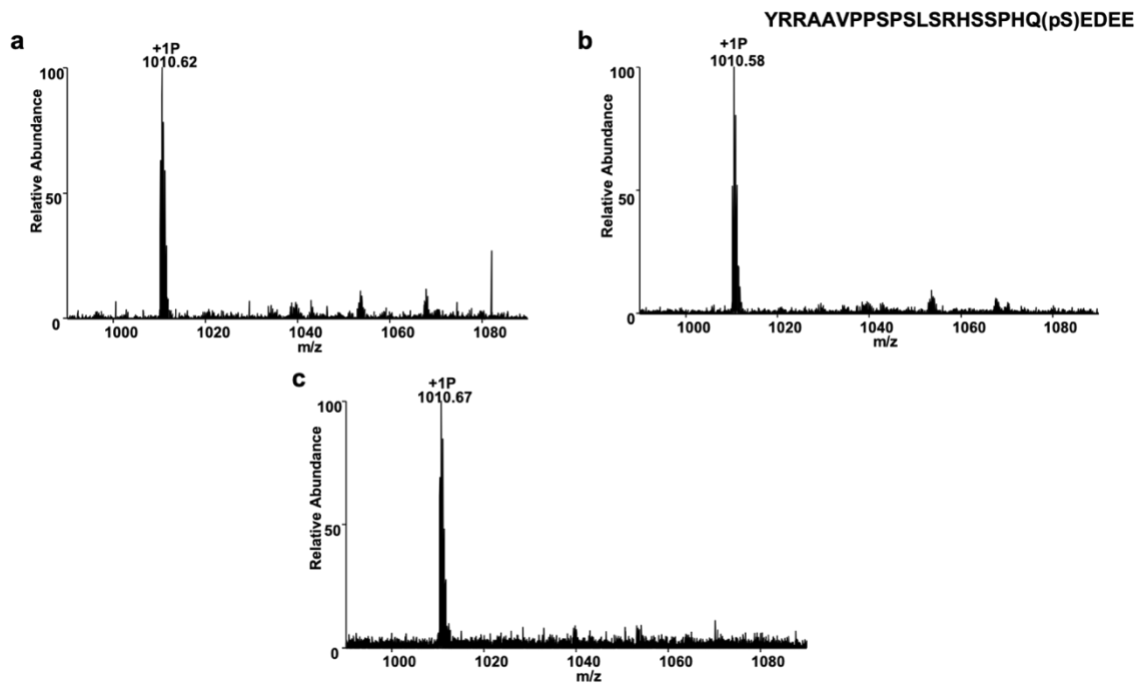 YRRAAVPPSPSLSRHSSPHQ(pS)EDEE
a
+1P
1010.62
100
50
0
Relative Abundance
1000 1020 1040 1060 1080
m/z
b
+1P
1010.58
100
50
0
Relative Abundance
1000 1020 1040 1060 1080
m/z
c
+1P
1010.67
100
50
0
Relative Abundance
1000 1020 1040 1060 1080
m/z